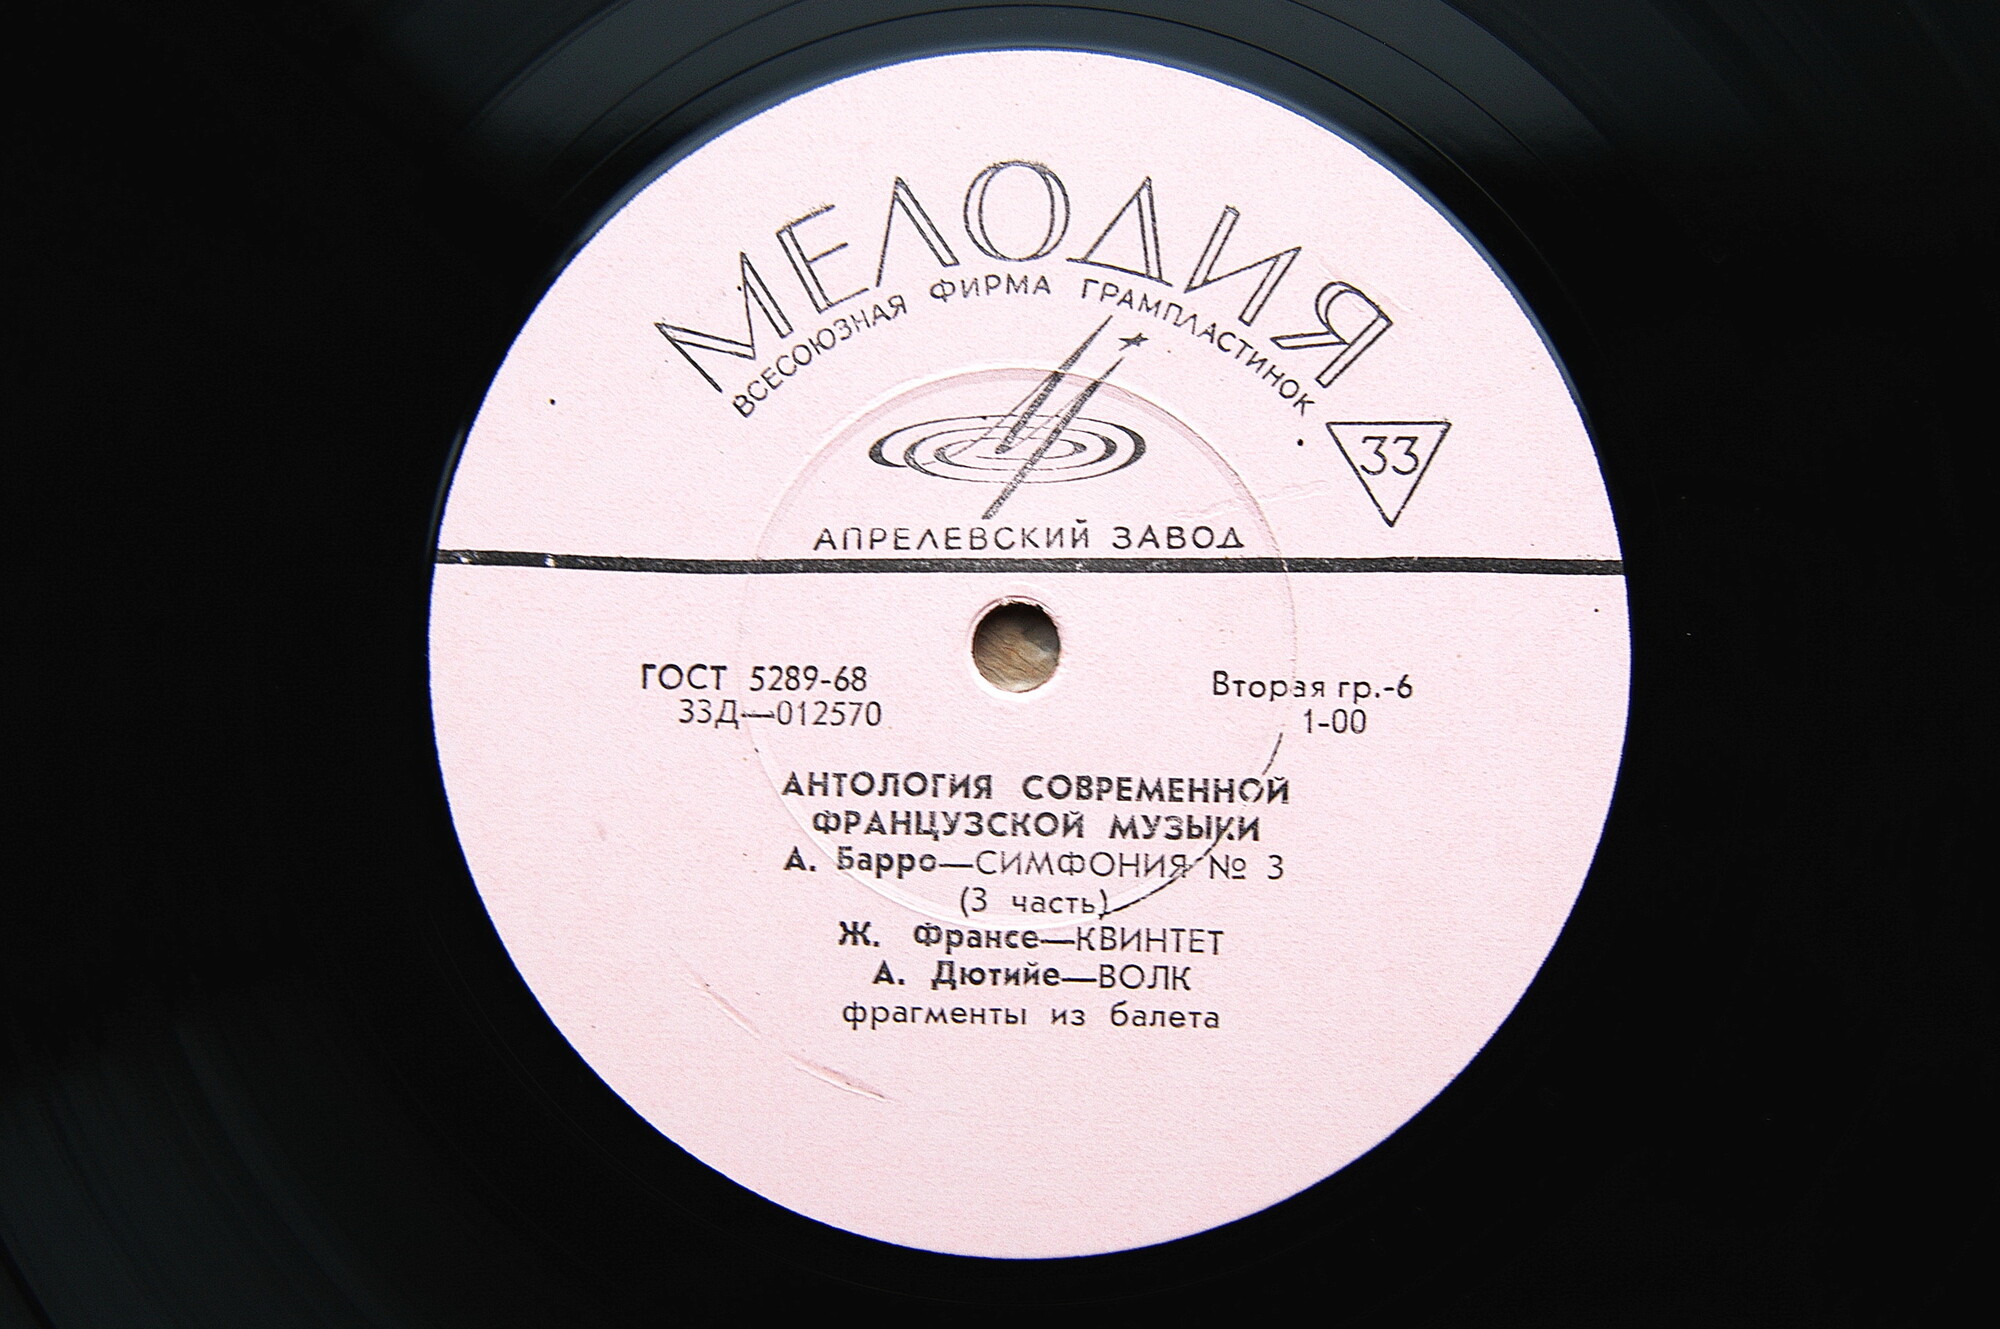 МЕЛОДИЯ
ВСЕСОЮЗНАЯ ФИРМА ГРАМПЛАСТИНОК
33
АПРЕЛЕВСКИЙ ЗАВОД
ГОСТ 5289-68
33Д—012570
Вторая гр.-6
1-00
АНТОЛОГИЯ СОВРЕМЕННОЙ
ФРАНЦУЗСКОЙ МУЗЫКИ
А. Барро—СИМФОНИЯ № 3
(3 часть)
Ж. Франсе—КВИНТЕТ
А. Дютийе—ВОЛК
фрагменты из балета